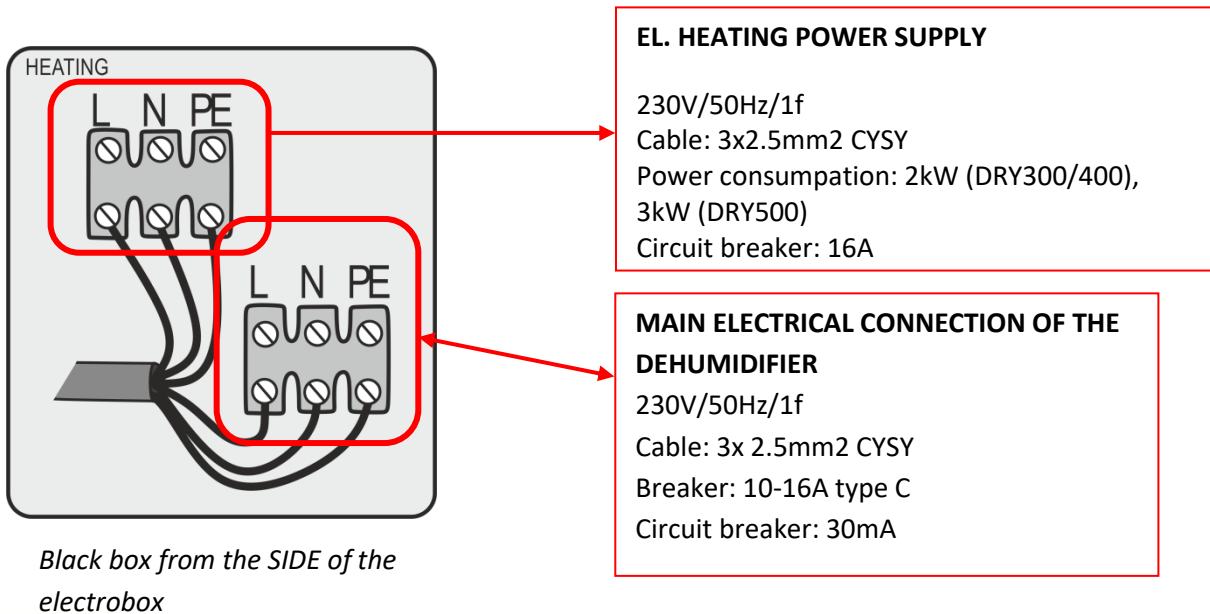 HEATING
L N PE
L N PE
Black box from the SIDE of the
electrobox
EL. HEATING POWER SUPPLY
230V/50Hz/1f
Cable: 3x2.5mm2 CYSY
Power consumpation: 2kW (DRY300/400),
3kW (DRY500)
Circuit breaker: 16A
MAIN ELECTRICAL CONNECTION OF THE
DEHUMIDIFIER
230V/50Hz/1f
Cable: 3x 2.5mm2 CYSY
Breaker: 10-16A type C
Circuit breaker: 30mA